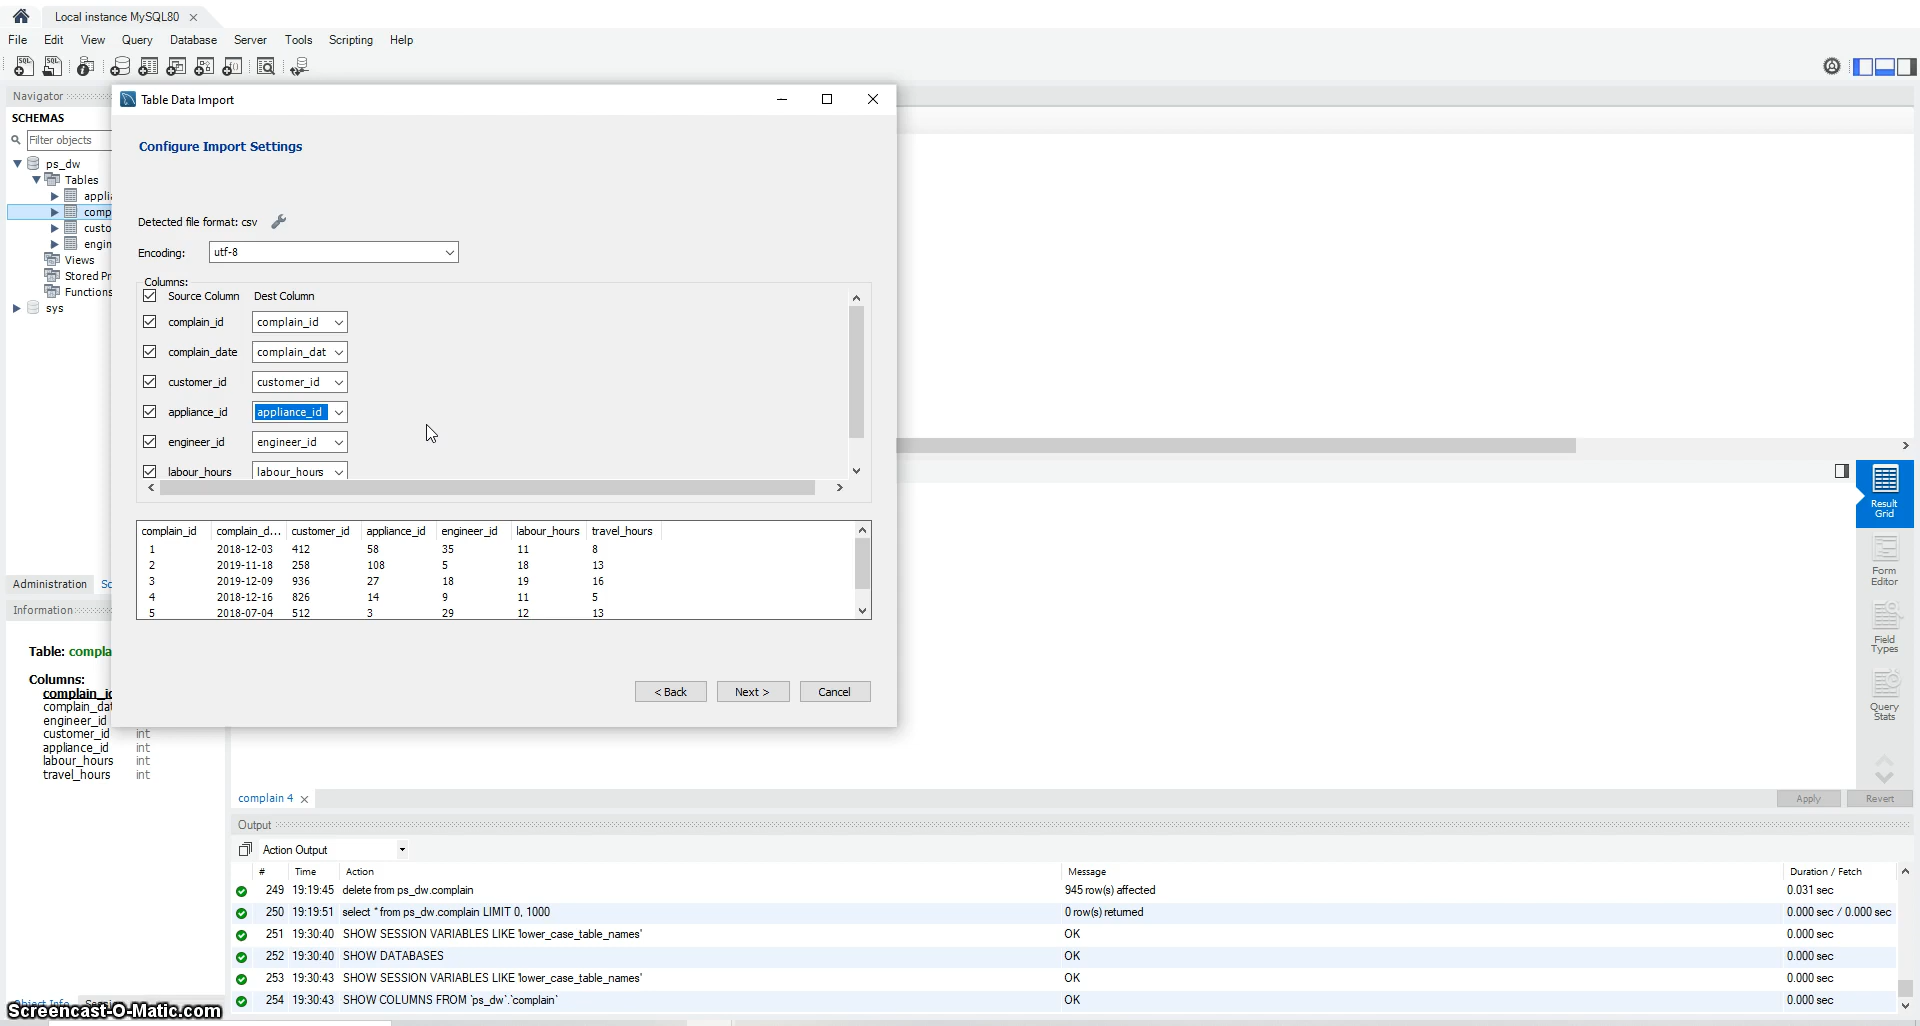 Local instance MySQL80
File Edit View Query Database Server Tools Scripting Help
Navigator
SCHEMAS
Filter objects
ps_dw
Tables
appli
comp
custo
engin
Views
Stored Pr
Functions
sys
Administration
Information
Table: compla
Columns:
complain_id
complain_dat
engineer_id
customer_id int
appliance_id int
labour_hours int
travel_hours int
Table Data Import
Configure Import Settings
Detected file format: csv
Encoding: utf-8
Columns:
Source Column Dest Column
complain_id complain_id
complain_date complain_dat
customer_id customer_id
appliance_id appliance_id
engineer_id engineer_id
labour_hours labour_hours
complain_id complain_d... customer_id appliance_id engineer_id labour_hours travel_hours
1 2018-12-03 412 58 35 11 8
2 2019-11-18 258 108 5 18 13
3 2019-12-09 936 27 18 19 16
4 2018-12-16 826 14 9 11 5
5 2018-07-04 512 3 29 12 13
< Back Next > Cancel
Result
Grid
Form
Editor
Field
Types
Query
Stats
complain 4
Apply Revert
Output
Action Output
# Time Action Message Duration / Fetch
249 19:19:45 delete from ps_dw.complain 945 row(s) affected 0.031 sec
250 19:19:51 select * from ps_dw.complain LIMIT 0, 1000 0 row(s) returned 0.000 sec / 0.000 sec
251 19:30:40 SHOW SESSION VARIABLES LIKE 'lower_case_table_names' OK 0.000 sec
252 19:30:40 SHOW DATABASES OK 0.000 sec
253 19:30:43 SHOW SESSION VARIABLES LIKE 'lower_case_table_names' OK 0.000 sec
254 19:30:43 SHOW COLUMNS FROM `ps_dw`.`complain` OK 0.000 sec
Screencast-O-Matic.com